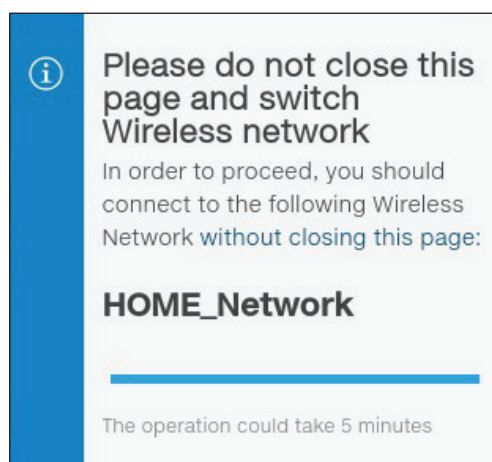 Please do not close this
page and switch
Wireless network
In order to proceed, you should
connect to the following Wireless
Network without closing this page:
HOME_Network
The operation could take 5 minutes